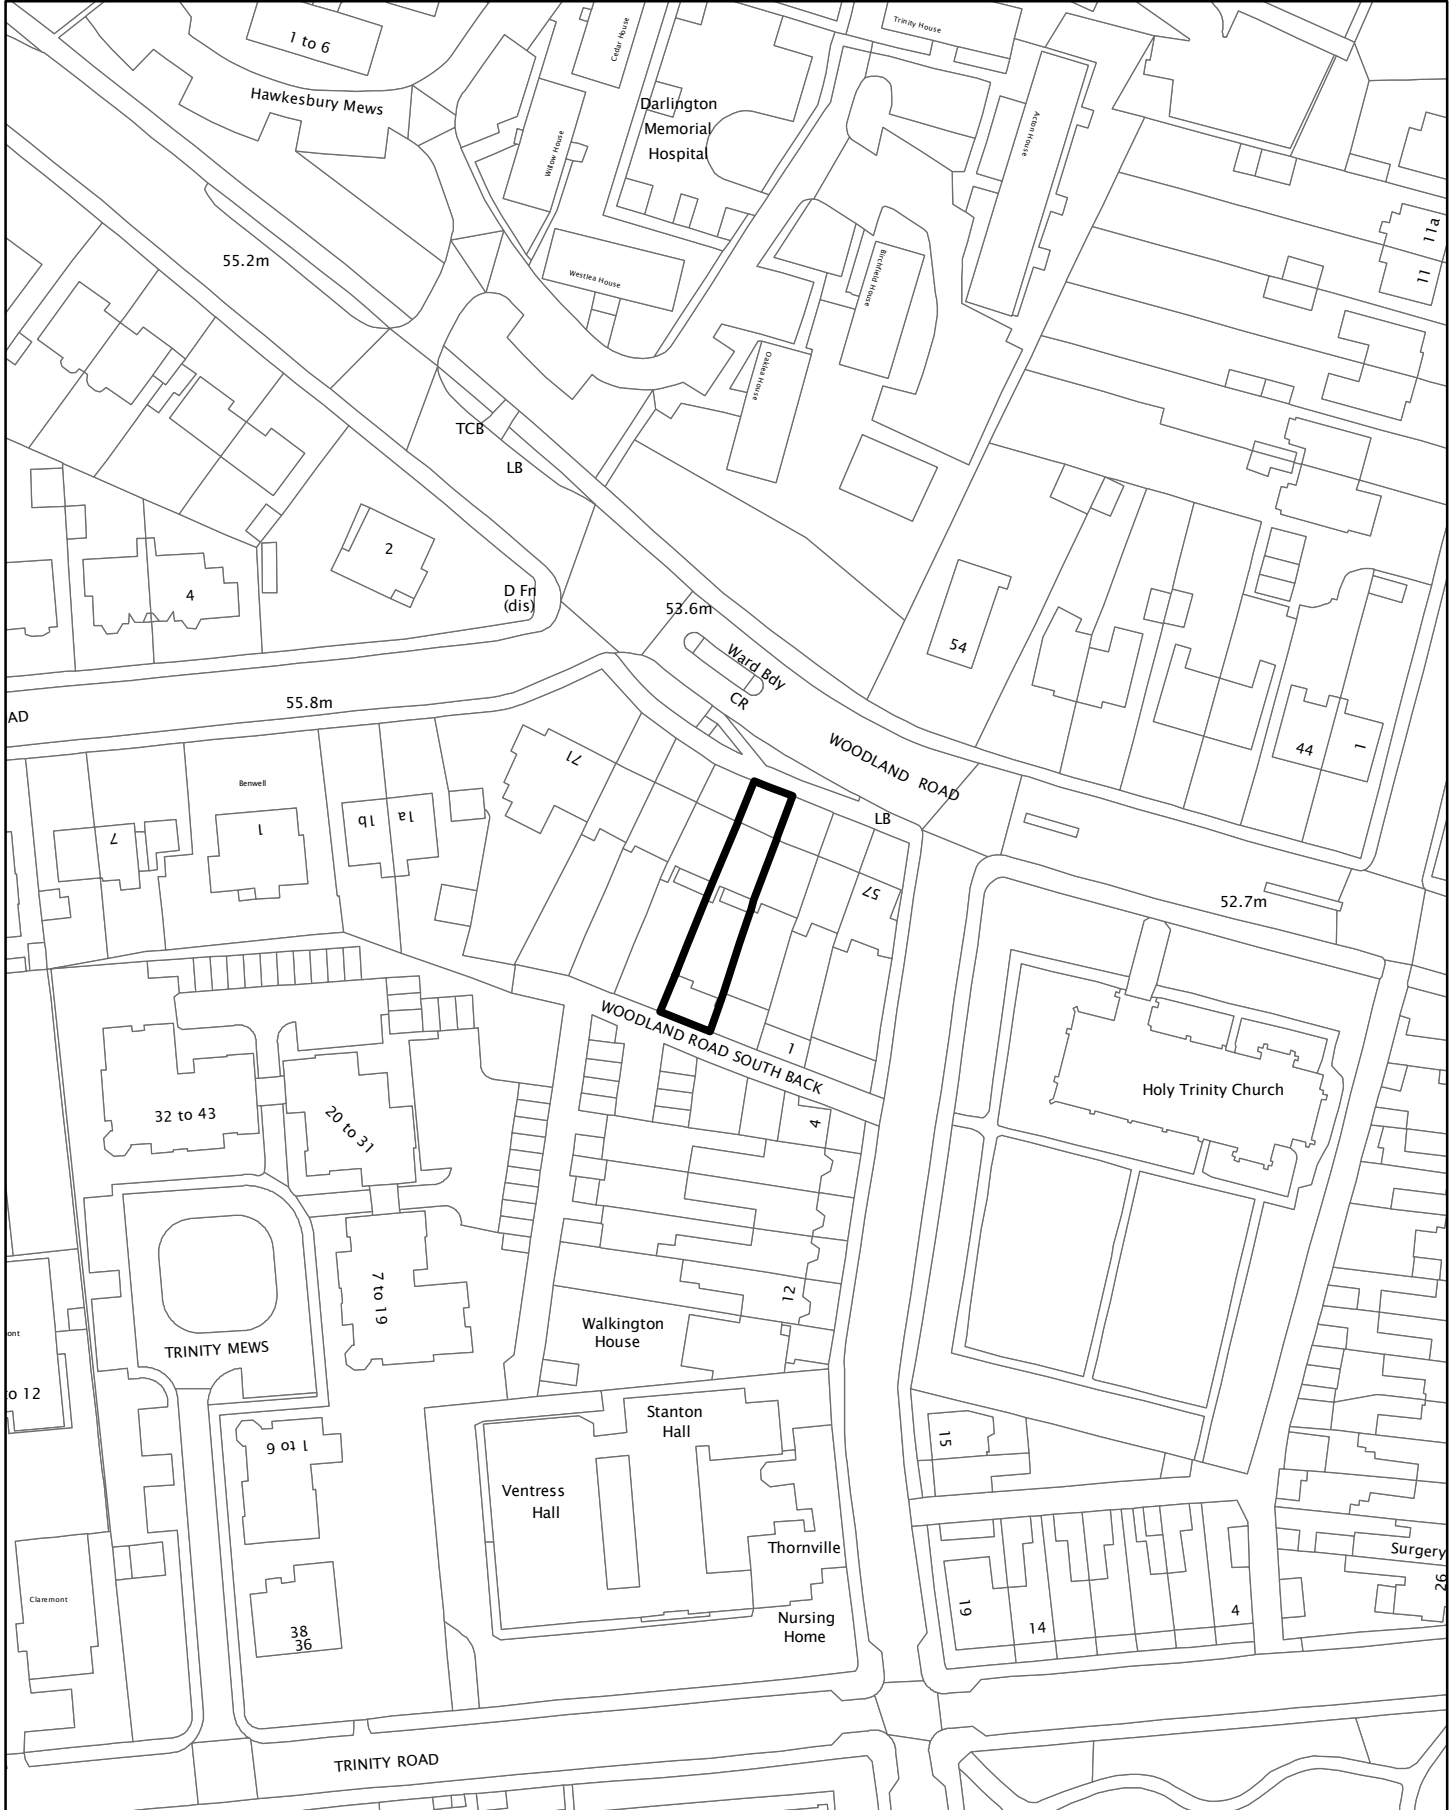 1 to 6
Hawkesbury Mews
Cedar House
Trinity House
Darlington
Memorial
Hospital
Willow House
Acton House
11a
11
55.2m
Westlea House
Birchfield House
Oaklea House
TCB
LB
2
4
D Fn
(dis)
53.6m
54
Ward Bdy
CR
55.8m
AD
WOODLAND ROAD
44
1
71
Benwell
7
1
1b
1a
LB
57
52.7m
WOODLAND ROAD SOUTH BACK
1
4
Holy Trinity Church
32 to 43
20 to 31
7 to 19
12
Walkington
House
ont
TRINITY MEWS
to 12
1 to 6
Stanton
Hall
15
Ventress
Hall
Thornville
Surgery
26
Claremont
38
36
Nursing
Home
19
14
4
TRINITY ROAD